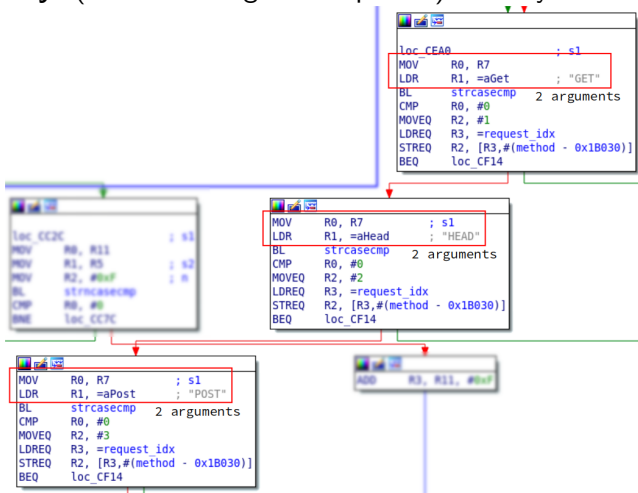 loc_CEA0 ; s1
MOV R0, R7
LDR R1, =aGet ; "GET"
BL strcasecmp 2 arguments
CMP R0, #0
MOVEQ R2, #1
LDREQ R3, =request_idx
STREQ R2, [R3,#(method - 0x1B030)]
BEQ loc_CF14
loc_CC2C ; s1
MOV R0, R11
MOV R1, R5 ; s2
MOV R2, #0xF ; n
BL strncasecmp
CMP R0, #0
BNE loc_CC7C
MOV R0, R7 ; s1
LDR R1, =aHead ; "HEAD"
BL strcasecmp 2 arguments
CMP R0, #0
MOVEQ R2, #2
LDREQ R3, =request_idx
STREQ R2, [R3,#(method - 0x1B030)]
BEQ loc_CF14
MOV R0, R7 ; s1
LDR R1, =aPost ; "POST"
BL strcasecmp 2 arguments
CMP R0, #0
MOVEQ R2, #3
LDREQ R3, =request_idx
STREQ R2, [R3,#(method - 0x1B030)]
BEQ loc_CF14
ADD R3, R11, #0xF